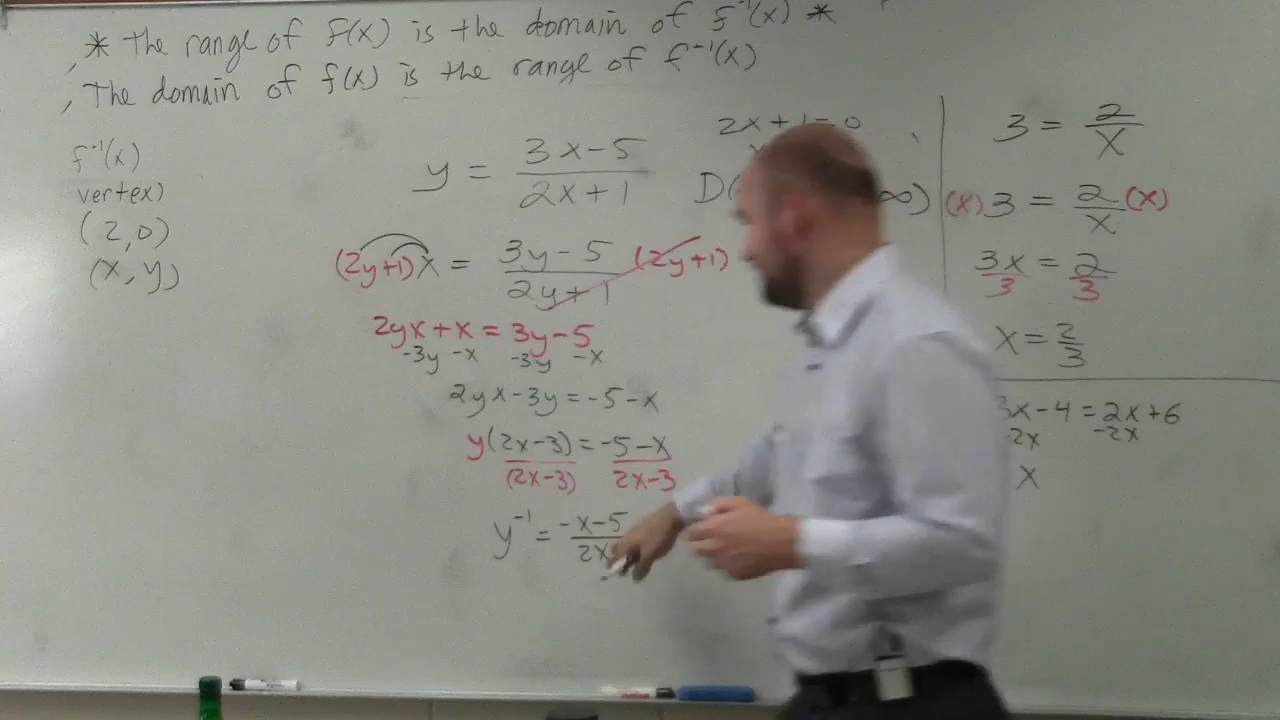 * The range of f(x) is the domain of f⁻¹(x) *
, The domain of f(x) is the range of f⁻¹(x)
f⁻¹(x)
vertex)
(2,0)
(x, y)
y = (3x-5)/(2x+1)
2x+1=0
D( ∞)
(2y+1)x = (3y-5)/(2y+1) (2y+1)
2yx+x = 3y-5
-3y -x -3y -x
2yx-3y=-5-x
y(2x-3)=-5-x
(2x-3) 2x-3
y⁻¹ = (-x-5)/(2x
3 = 2/x
(x)3 = 2/x (x)
3x/3 = 2/3
x = 2/3
3x-4=2x+6
-2x -2x
x